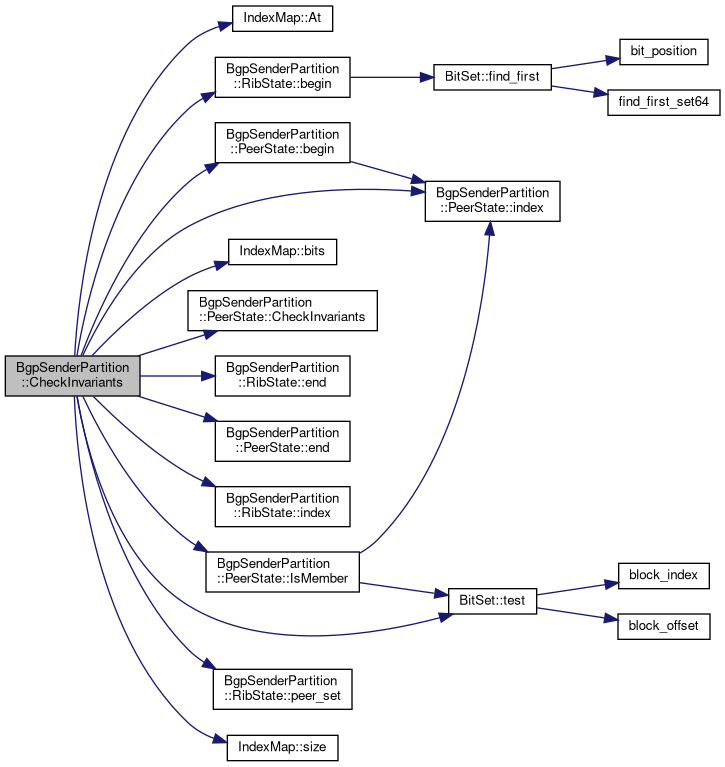 IndexMap::At
BgpSenderPartition
::RibState::begin
BitSet::find_first
bit_position
find_first_set64
BgpSenderPartition
::PeerState::begin
BgpSenderPartition
::PeerState::index
IndexMap::bits
BgpSenderPartition
::PeerState::CheckInvariants
BgpSenderPartition
::CheckInvariants
BgpSenderPartition
::RibState::end
BgpSenderPartition
::PeerState::end
BgpSenderPartition
::RibState::index
BgpSenderPartition
::PeerState::IsMember
BitSet::test
block_index
block_offset
BgpSenderPartition
::RibState::peer_set
IndexMap::size